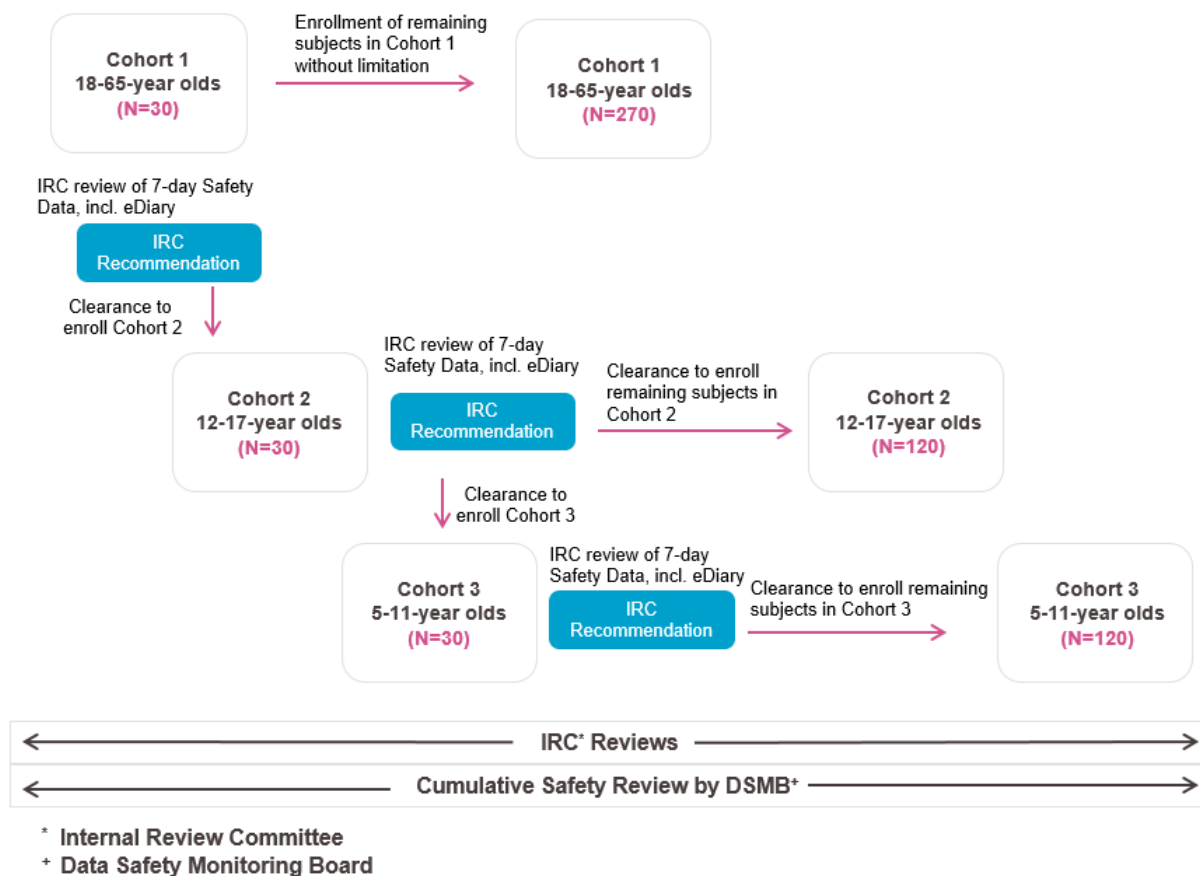 Cohort 1
18-65-year olds
(N=30)
Enrollment of remaining
subjects in Cohort 1
without limitation
Cohort 1
18-65-year olds
(N=270)
IRC review of 7-day Safety
Data, incl. eDiary
IRC
Recommendation
Clearance to
enroll Cohort 2
Cohort 2
12-17-year olds
(N=30)
IRC review of 7-day
Safety Data, incl. eDiary
IRC
Recommendation
Clearance to enroll
remaining subjects in
Cohort 2
Cohort 2
12-17-year olds
(N=120)
Clearance to
enroll Cohort 3
Cohort 3
5-11-year olds
(N=30)
IRC review of 7-day
Safety Data, incl. eDiary
IRC
Recommendation
Clearance to enroll remaining
subjects in Cohort 3
Cohort 3
5-11-year olds
(N=120)
IRC* Reviews
Cumulative Safety Review by DSMB+
* Internal Review Committee
+ Data Safety Monitoring Board